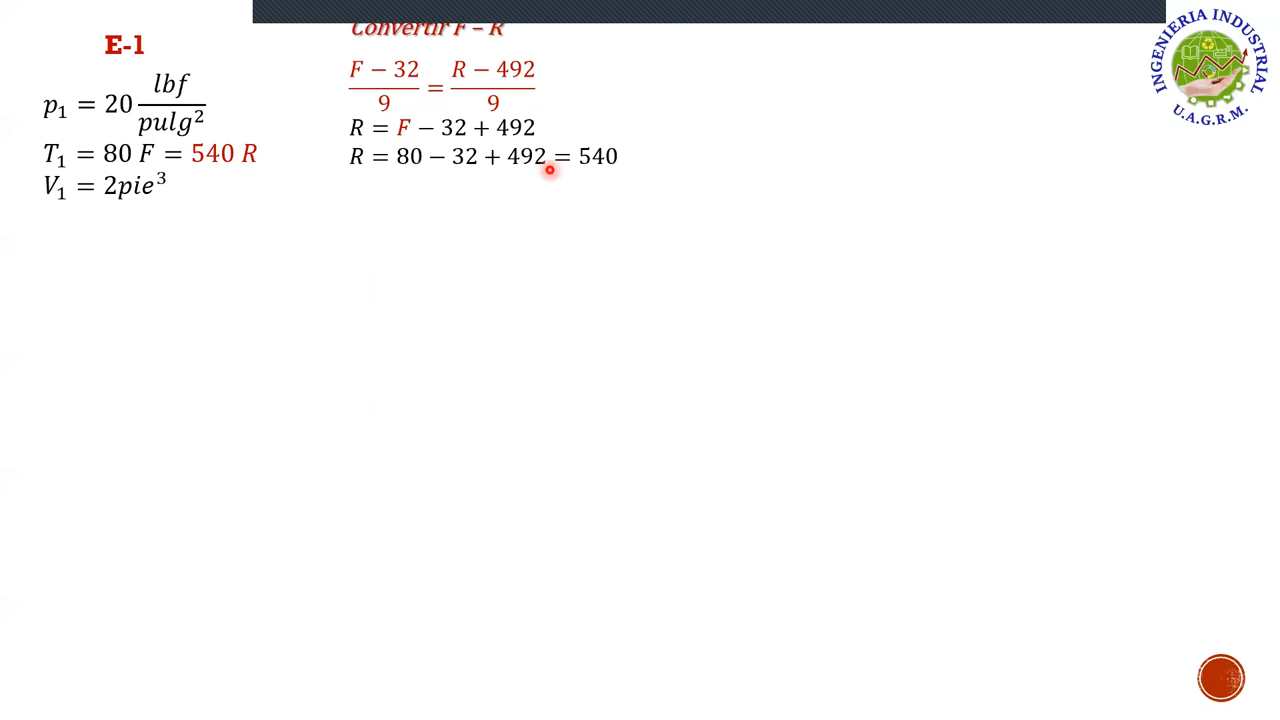 E-1
p₁ = 20 lbf/pulg²
T₁ = 80 F = 540 R
V₁ = 2pie³
Convertir F – R
(F − 32)/9 = (R − 492)/9
R = F − 32 + 492
R = 80 − 32 + 492 = 540
INGENIERIA INDUSTRIAL
U.A.G.R.M.